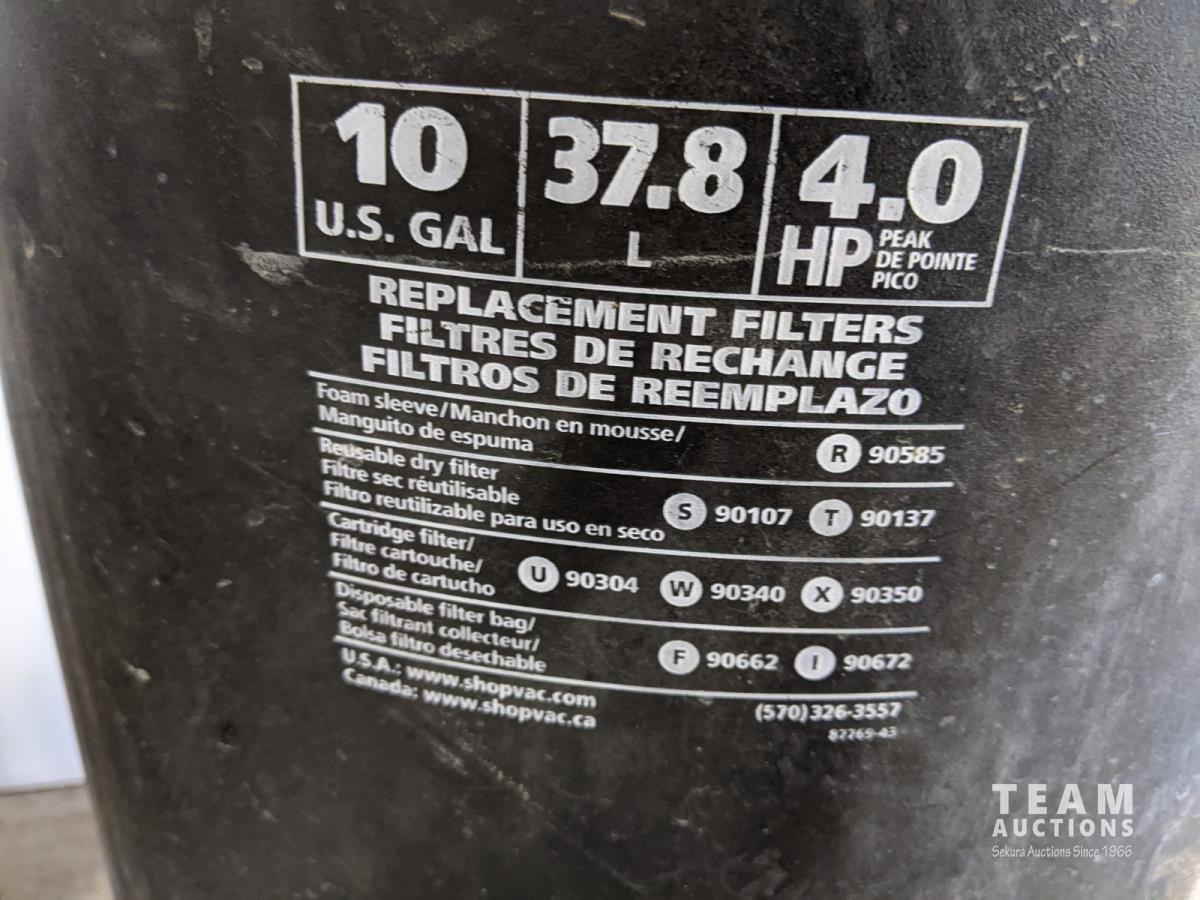 10
U.S. GAL
37.8
L
4.0
HP PEAK
DE POINTE
PICO
REPLACEMENT FILTERS
FILTRES DE RECHANGE
FILTROS DE REEMPLAZO
Foam sleeve/Manchon en mousse/
Manguito de espuma
R 90585
Reusable dry filter
Filtre sec réutilisable
Filtro reutilizable para uso en seco
S 90107 T 90137
Cartridge filter/
Filtre cartouche/
Filtro de cartucho
U 90304 W 90340 X 90350
Disposable filter bag/
Sac filtrant collecteur/
Bolsa filtro desechable
F 90662 I 90672
U.S.A.: www.shopvac.com
Canada: www.shopvac.ca
(570)326-3557
87769-43
TEAM
AUCTIONS
Sekura Auctions Since 1966